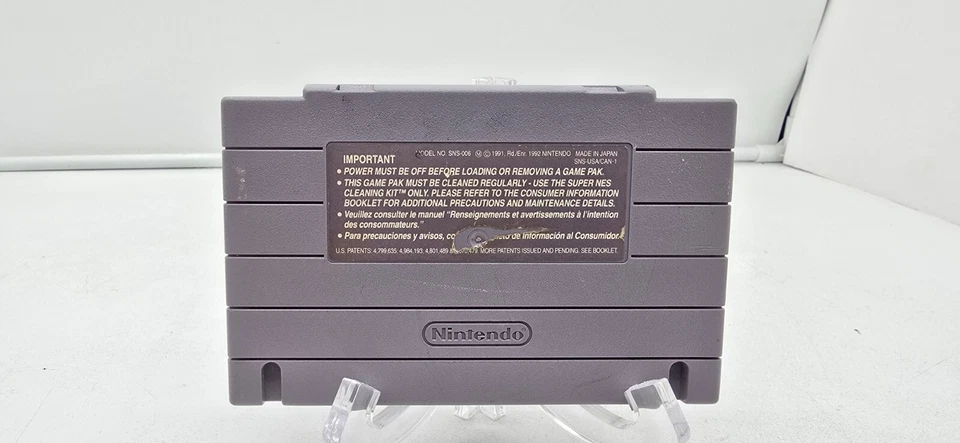 MODEL NO. SNS-006 Ⓜ © 1991, Rd./Enr. 1992 NINTENDO MADE IN JAPAN
IMPORTANT SNS-USA/CAN-1
• POWER MUST BE OFF BEFORE LOADING OR REMOVING A GAME PAK.
• THIS GAME PAK MUST BE CLEANED REGULARLY - USE THE SUPER NES
CLEANING KIT™ ONLY. PLEASE REFER TO THE CONSUMER INFORMATION
BOOKLET FOR ADDITIONAL PRECAUTIONS AND MAINTENANCE DETAILS.
• Veuillez consulter le manuel "Renseignements et avertissements à l'intention
des consommateurs."
• Para precauciones y avisos, de Información al Consumidor.
U.S. PATENTS: 4,799,635; 4,984,193; 4,801,489 MORE PATENTS ISSUED AND PENDING. SEE BOOKLET.
Nintendo